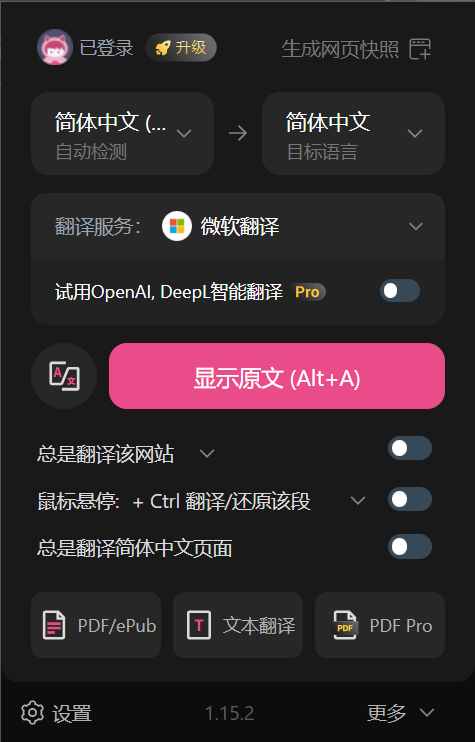 已登录 升级 生成网页快照
简体中文 (... 简体中文
自动检测 目标语言
翻译服务： 微软翻译
试用OpenAI, DeepL智能翻译 Pro
显示原文 (Alt+A)
总是翻译该网站
鼠标悬停: + Ctrl 翻译/还原该段
总是翻译简体中文页面
PDF/ePub 文本翻译 PDF Pro
设置 1.15.2 更多